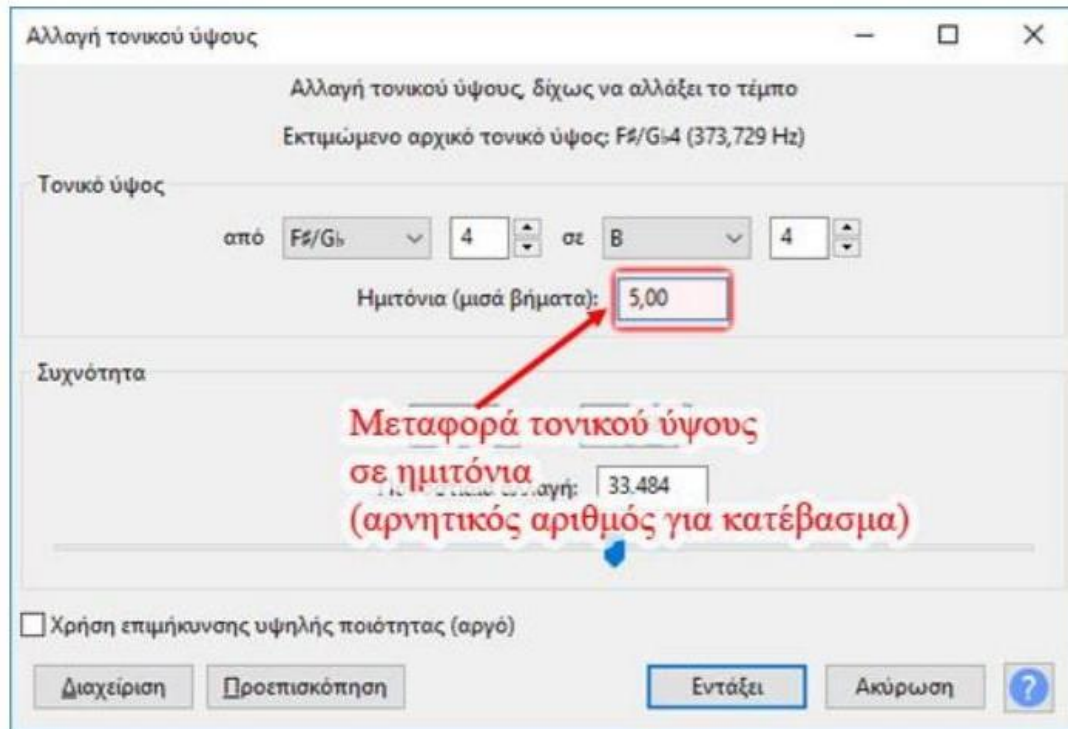 Αλλαγή τονικού ύψους
Αλλαγή τονικού ύψους, δίχως να αλλάξει το τέμπο
Εκτιμώμενο αρχικό τονικό ύψος: F♯/G♭4 (373,729 Hz)
Τονικό ύψος
από F♯/G♭ 4 σε B 4
Ημιτόνια (μισά βήματα): 5,00
Συχνότητα
Μεταφορά τονικού ύψους
σε ημιτόνια
33.484
(αρνητικός αριθμός για κατέβασμα)
Χρήση επιμήκυνσης υψηλής ποιότητας (αργό)
Διαχείριση Προεπισκόπηση Εντάξει Ακύρωση ?